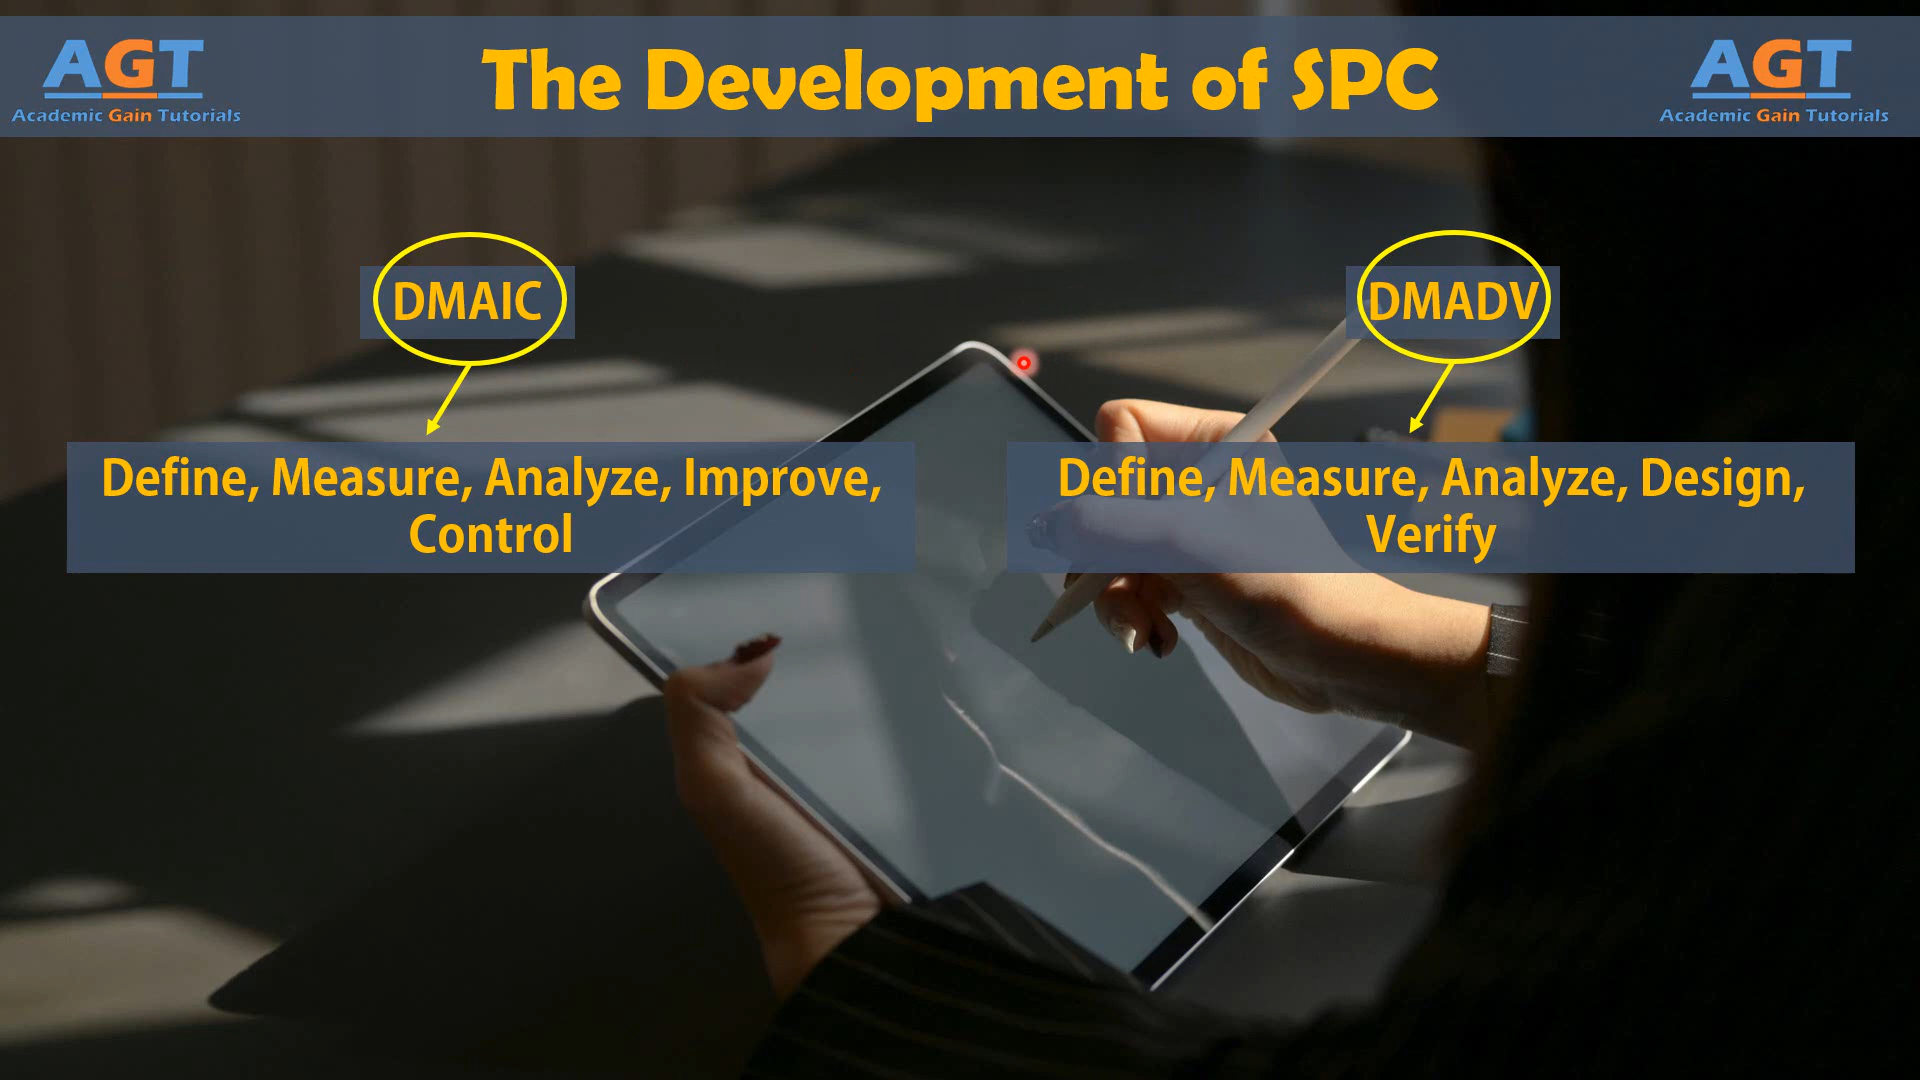 AGT
Academic Gain Tutorials
The Development of SPC
AGT
Academic Gain Tutorials
DMAIC
DMADV
Define, Measure, Analyze, Improve,
Control
Define, Measure, Analyze, Design,
Verify